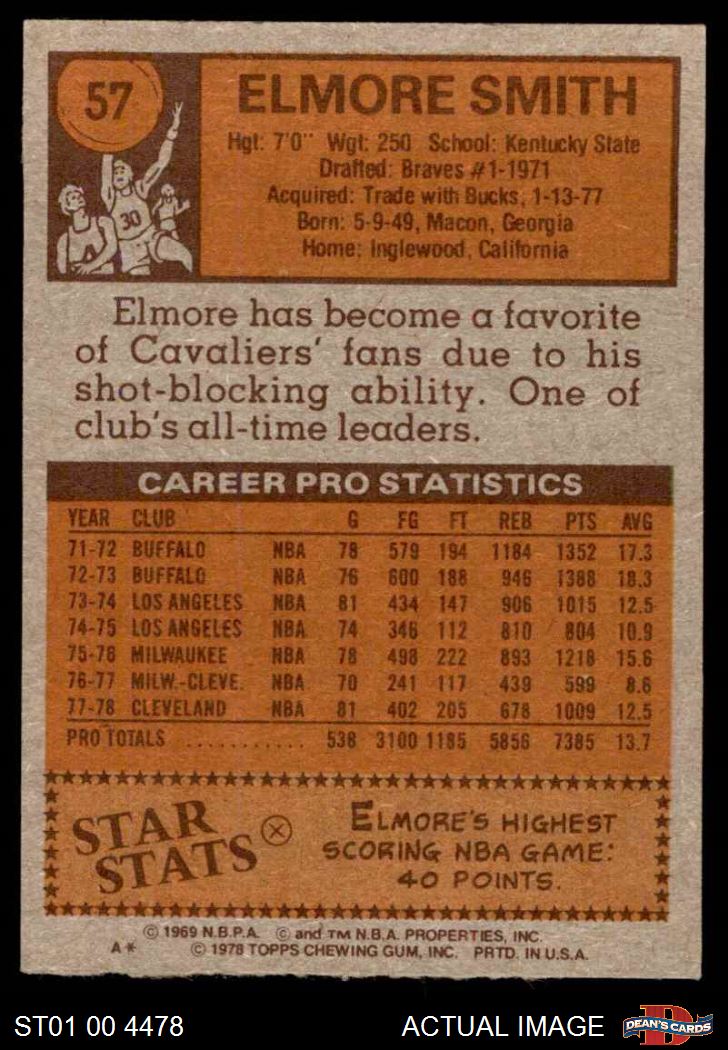 57
ELMORE SMITH
Hgt: 7'0" Wgt: 250 School: Kentucky State
Drafted: Braves #1-1971
Acquired: Trade with Bucks, 1-13-77
Born: 5-9-49, Macon, Georgia
Home: Inglewood, California
30
Elmore has become a favorite
of Cavaliers' fans due to his
shot-blocking ability. One of
club's all-time leaders.
CAREER PRO STATISTICS
YEAR CLUB G FG FT REB PTS AVG
71-72 BUFFALO NBA 78 579 194 1184 1352 17.3
72-73 BUFFALO NBA 76 600 188 946 1388 18.3
73-74 LOS ANGELES NBA 81 434 147 906 1015 12.5
74-75 LOS ANGELES NBA 74 346 112 810 804 10.9
75-76 MILWAUKEE NBA 78 498 222 893 1218 15.6
76-77 MILW.-CLEVE. NBA 70 241 117 439 599 8.6
77-78 CLEVELAND NBA 81 402 205 678 1009 12.5
PRO TOTALS ........... 538 3100 1185 5856 7385 13.7
STAR
STATS
ELMORE'S HIGHEST
SCORING NBA GAME:
40 POINTS.
© 1969 N.B.P.A. © and TM N.B.A. PROPERTIES, INC.
A* © 1978 TOPPS CHEWING GUM, INC. PRTD. IN U.S.A.
ST01 00 4478 ACTUAL IMAGE DEAN'S CARDS